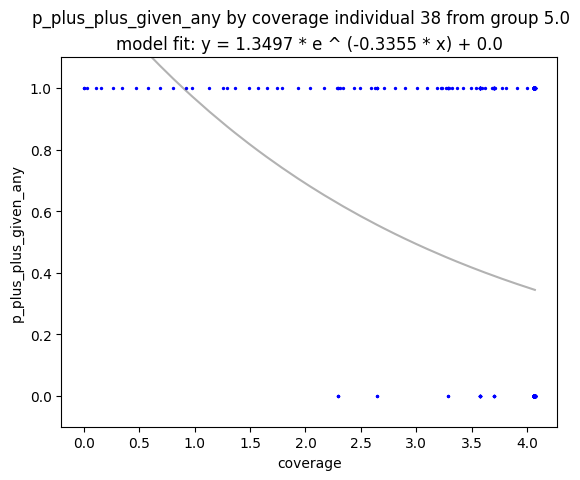 p_plus_plus_given_any by coverage individual 38 from group 5.0
model fit: y = 1.3497 * e ^ (-0.3355 * x) + 0.0
1.0
0.8
0.6
0.4
0.2
0.0
p_plus_plus_given_any
0.0 0.5 1.0 1.5 2.0 2.5 3.0 3.5 4.0
coverage